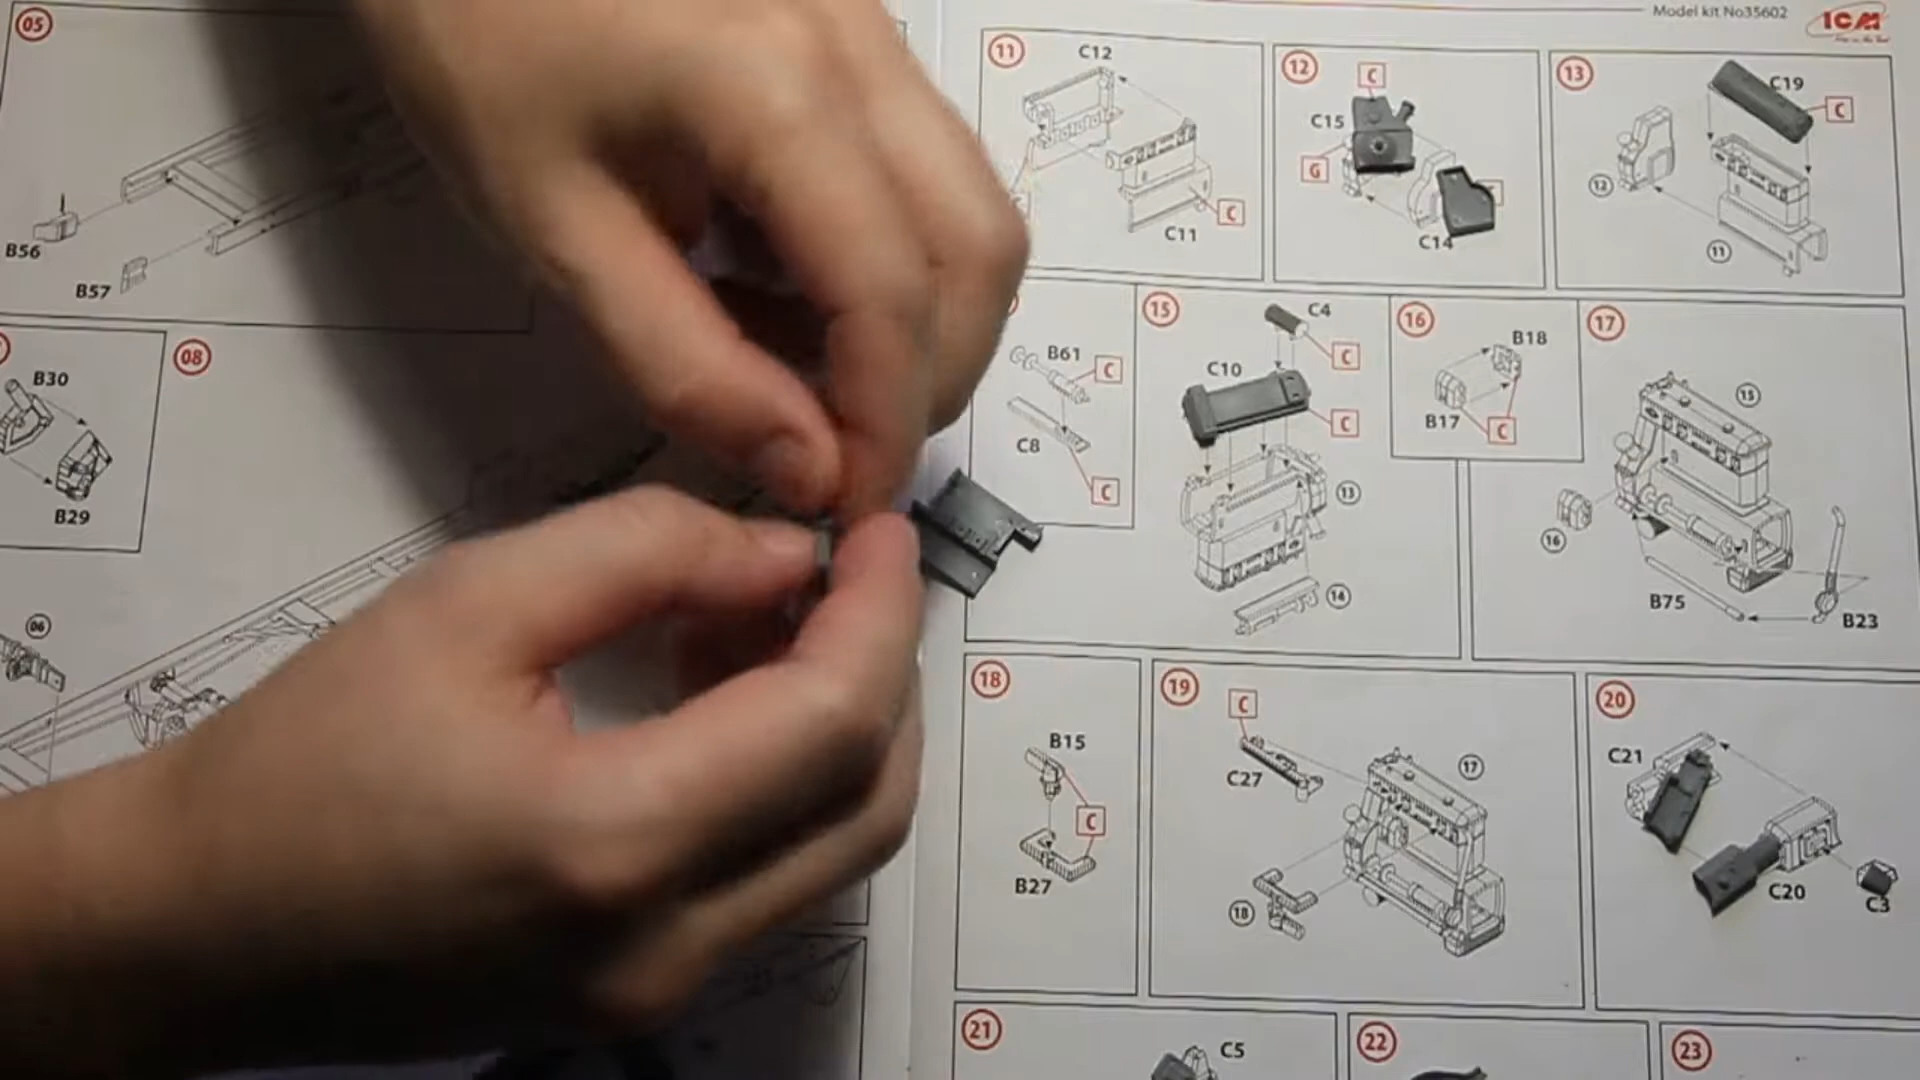 Model kit No35602
ICM
05
B56
B57
B30
B29
08
06
11
C12
C
C11
12
C
C15
G
C14
13
C19
C
12
11
B61
C
C8
C
15
C4
C
C10
C
13
14
16
B18
B17
C
17
15
16
B75
B23
18
B15
C
B27
19
C
C27
17
18
20
C21
C20
C3
21
C5
22
23